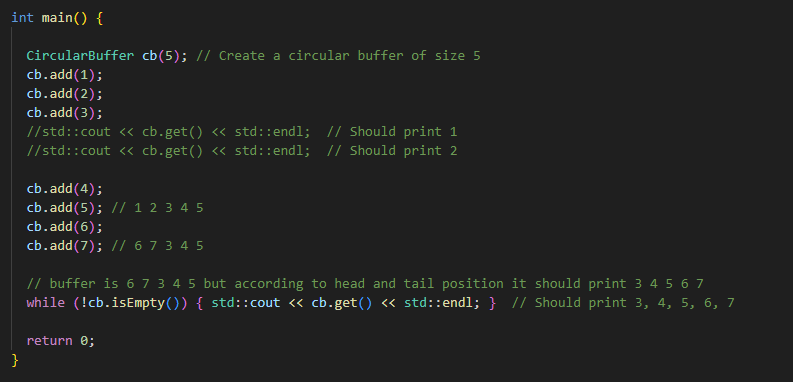 int main() {
CircularBuffer cb(5); // Create a circular buffer of size 5
cb.add(1);
cb.add(2);
cb.add(3);
//std::cout << cb.get() << std::endl;  // Should print 1
//std::cout << cb.get() << std::endl;  // Should print 2
cb.add(4);
cb.add(5); // 1 2 3 4 5
cb.add(6);
cb.add(7); // 6 7 3 4 5
// buffer is 6 7 3 4 5 but according to head and tail position it should print 3 4 5 6 7
while (!cb.isEmpty()) { std::cout << cb.get() << std::endl; }  // Should print 3, 4, 5, 6, 7
return 0;
}